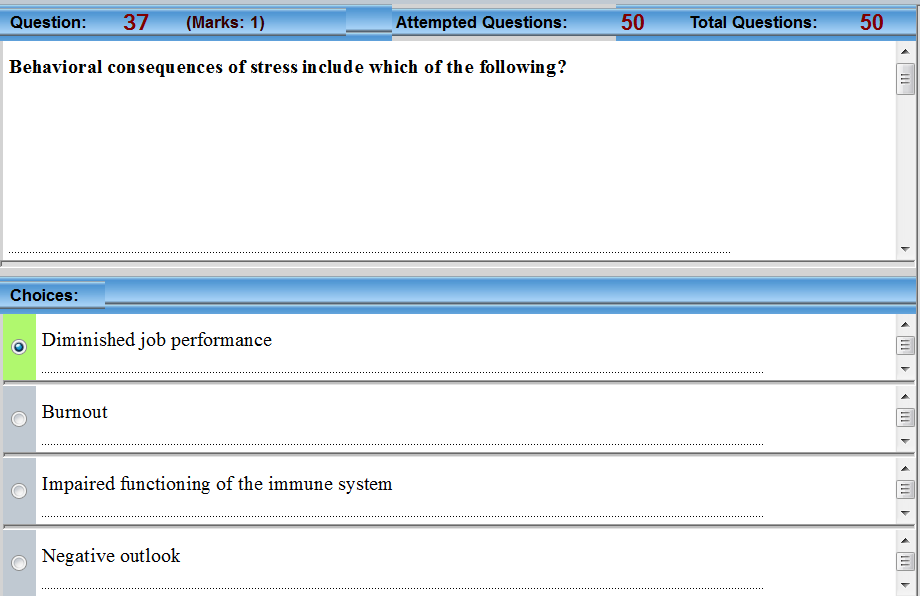 Question: 37 (Marks: 1) Attempted Questions: 50 Total Questions: 50
Behavioral consequences of stress include which of the following?
Choices:
Diminished job performance
Burnout
Impaired functioning of the immune system
Negative outlook